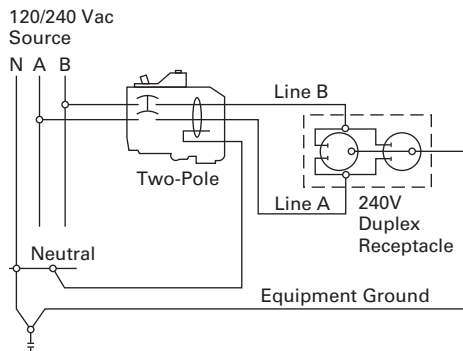 120/240 Vac
Source
N A B
Line B
Two-Pole
Line A
240V
Duplex
Receptacle
Neutral
Equipment Ground